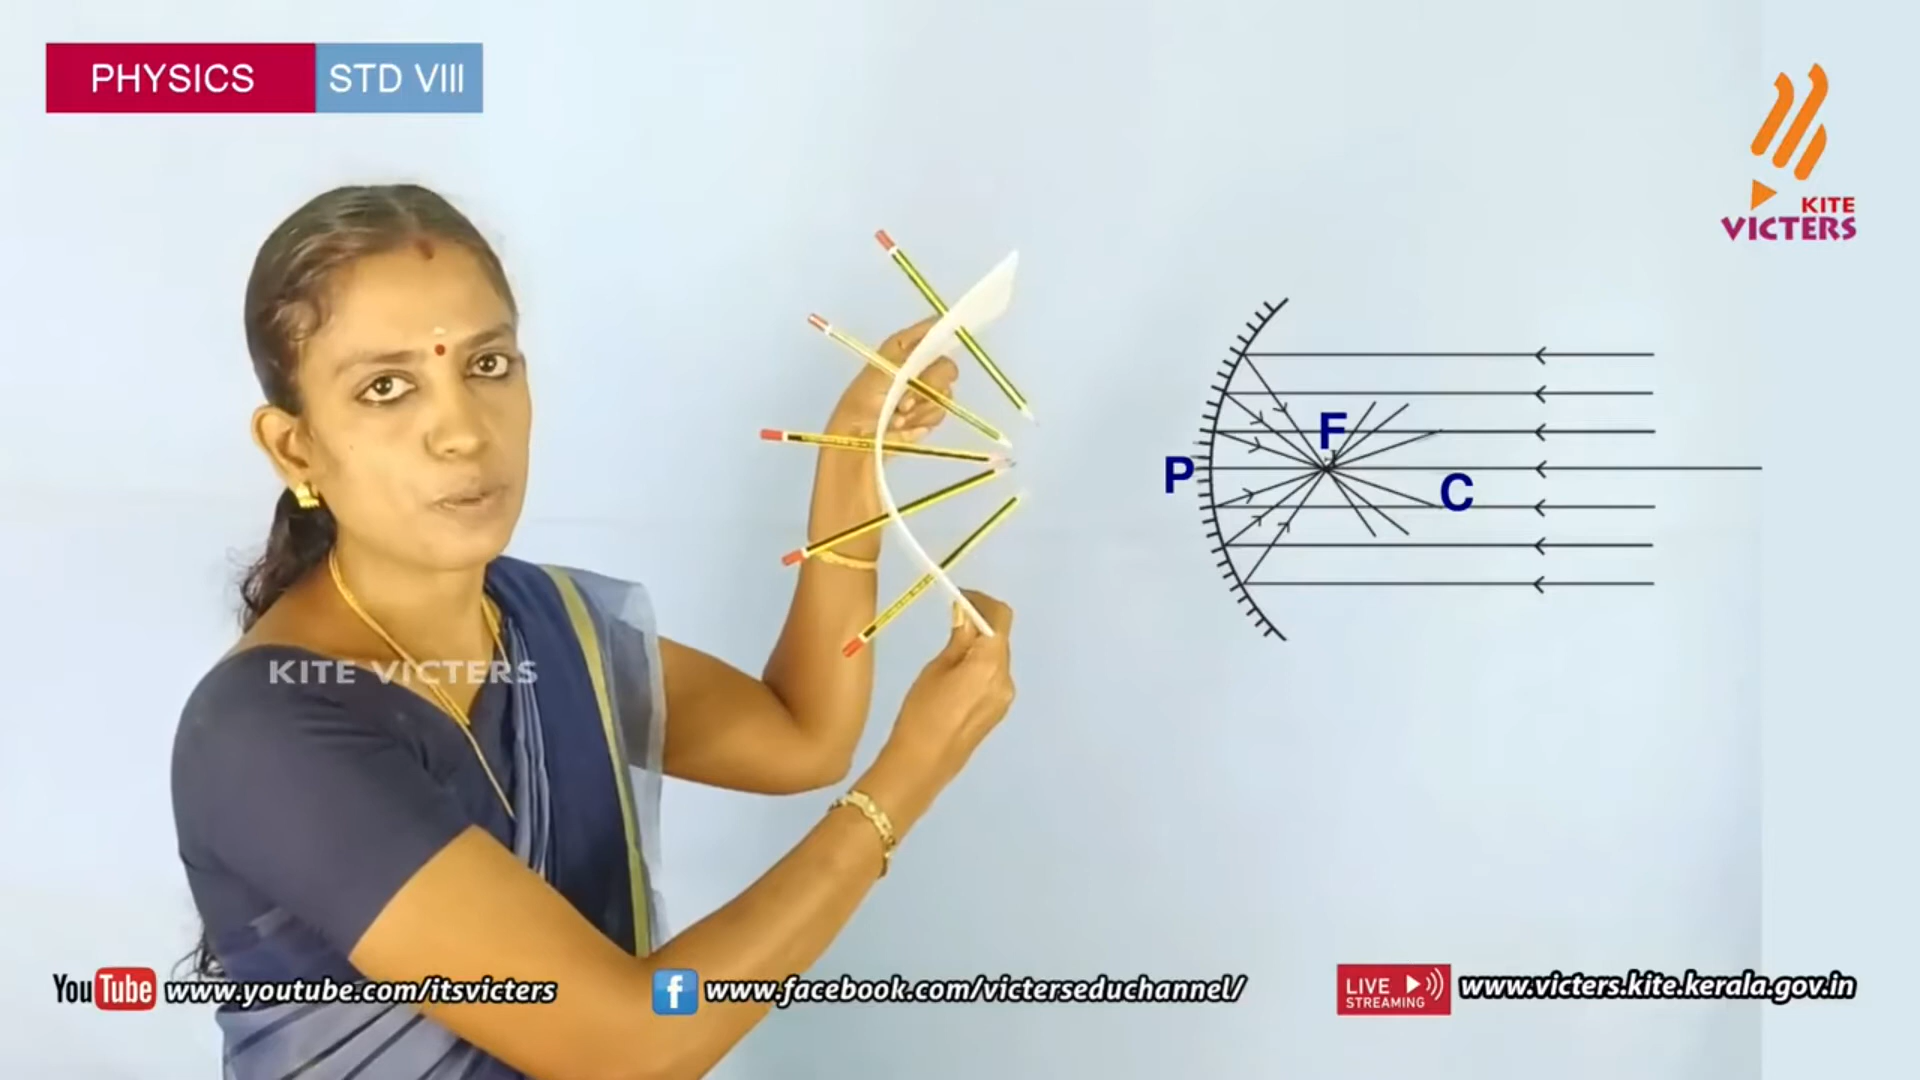 PHYSICS STD VIII
KITE
VICTERS
F
P
C
KITE VICTERS
YouTube www.youtube.com/itsvicters
f www.facebook.com/victerseduchannel/
LIVE
STREAMING
www.victers.kite.kerala.gov.in